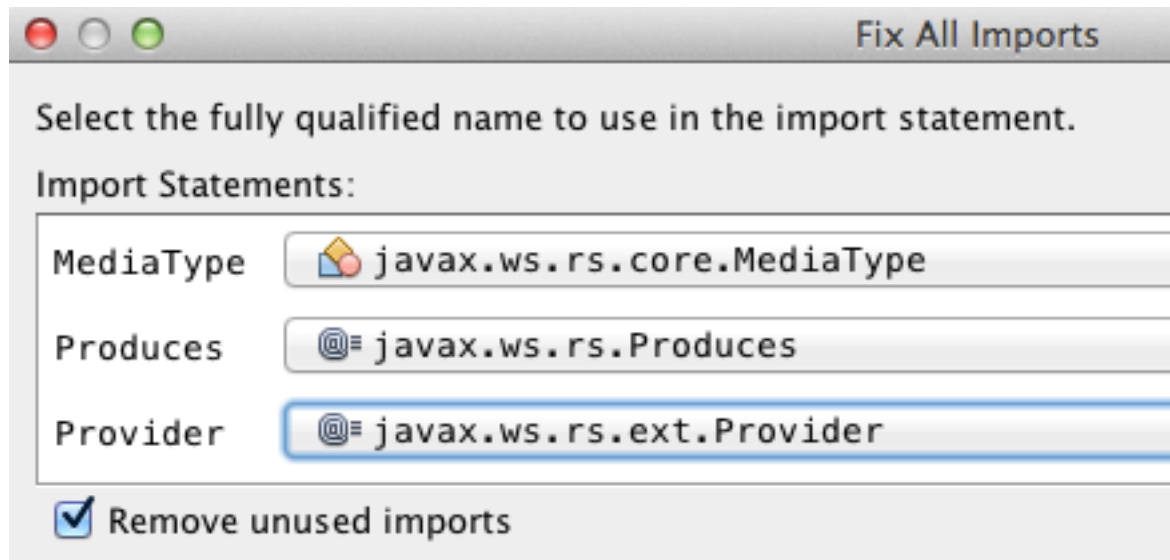 Fix All Imports
Select the fully qualified name to use in the import statement.
Import Statements:
MediaType javax.ws.rs.core.MediaType
Produces javax.ws.rs.Produces
Provider javax.ws.rs.ext.Provider
Remove unused imports